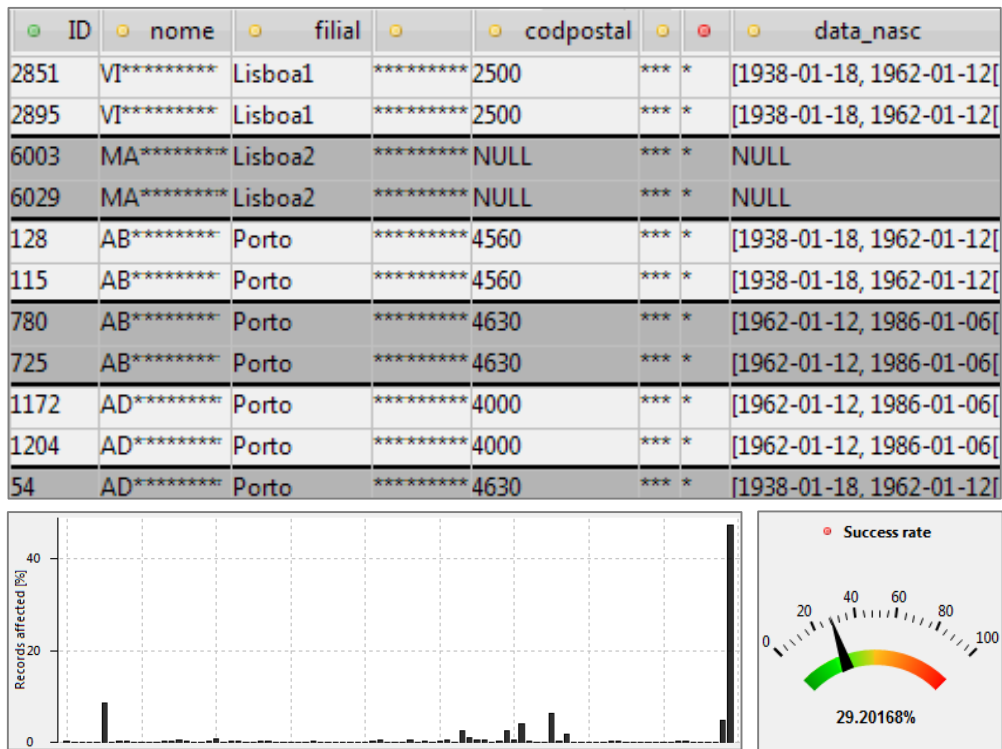 ID nome filial codpostal data_nasc
2851 VI********* Lisboa1 ********* 2500 *** * [1938-01-18, 1962-01-12[
2895 VI********* Lisboa1 ********* 2500 *** * [1938-01-18, 1962-01-12[
6003 MA********* Lisboa2 ********* NULL *** * NULL
6029 MA********* Lisboa2 ********* NULL *** * NULL
128 AB******** Porto ********* 4560 *** * [1938-01-18, 1962-01-12[
115 AB******** Porto ********* 4560 *** * [1938-01-18, 1962-01-12[
780 AB******** Porto ********* 4630 *** * [1962-01-12, 1986-01-06[
725 AB******** Porto ********* 4630 *** * [1962-01-12, 1986-01-06[
1172 AD******** Porto ********* 4000 *** * [1962-01-12, 1986-01-06[
1204 AD******** Porto ********* 4000 *** * [1962-01-12, 1986-01-06[
54 AD******** Porto ********* 4630 *** * [1938-01-18, 1962-01-12[
Records affected [%]
40
20
0
Success rate
0 20 40 60 80 100
29.20168%